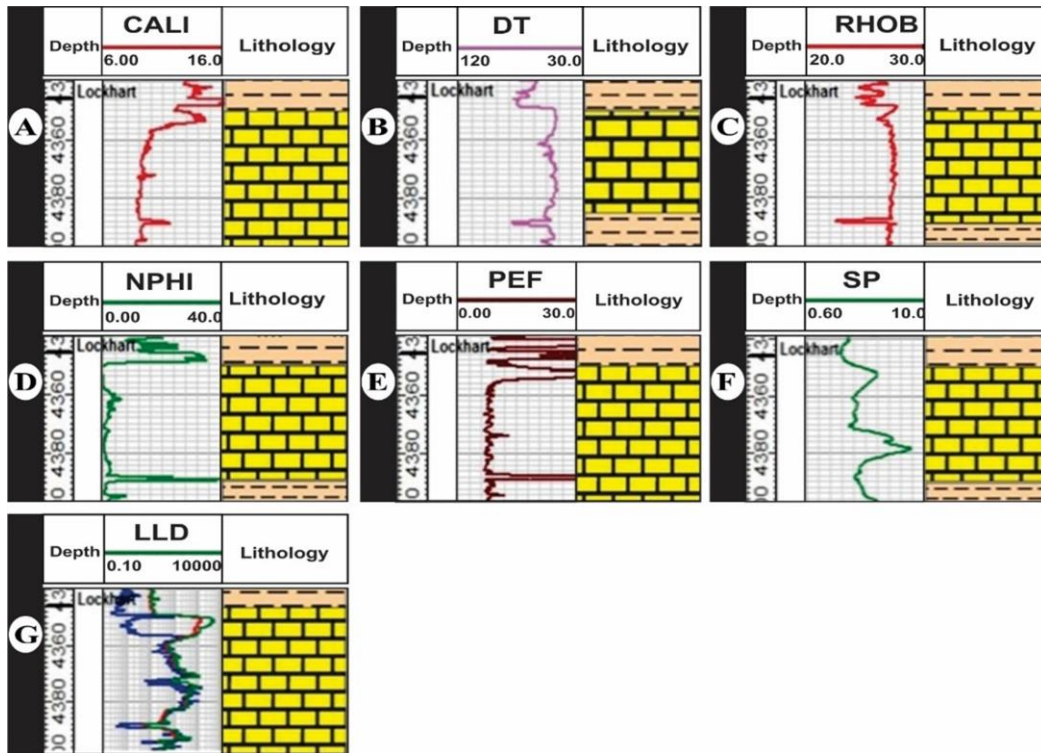 CALI
Depth
Lithology
6.00 16.0
Lockhart
4360
4380
A
DT
Depth
Lithology
120 30.0
Lockhart
4360
4380
B
RHOB
Depth
Lithology
20.0 30.0
Lockhart
4360
4380
C
NPHI
Depth
Lithology
0.00 40.0
Lockhart
4360
4380
D
PEF
Depth
Lithology
0.00 30.0
Lockhart
4360
4380
E
SP
Depth
Lithology
0.60 10.0
Lockhart
4360
4380
F
LLD
Depth
Lithology
0.10 10000
Lockhart
4360
4380
G